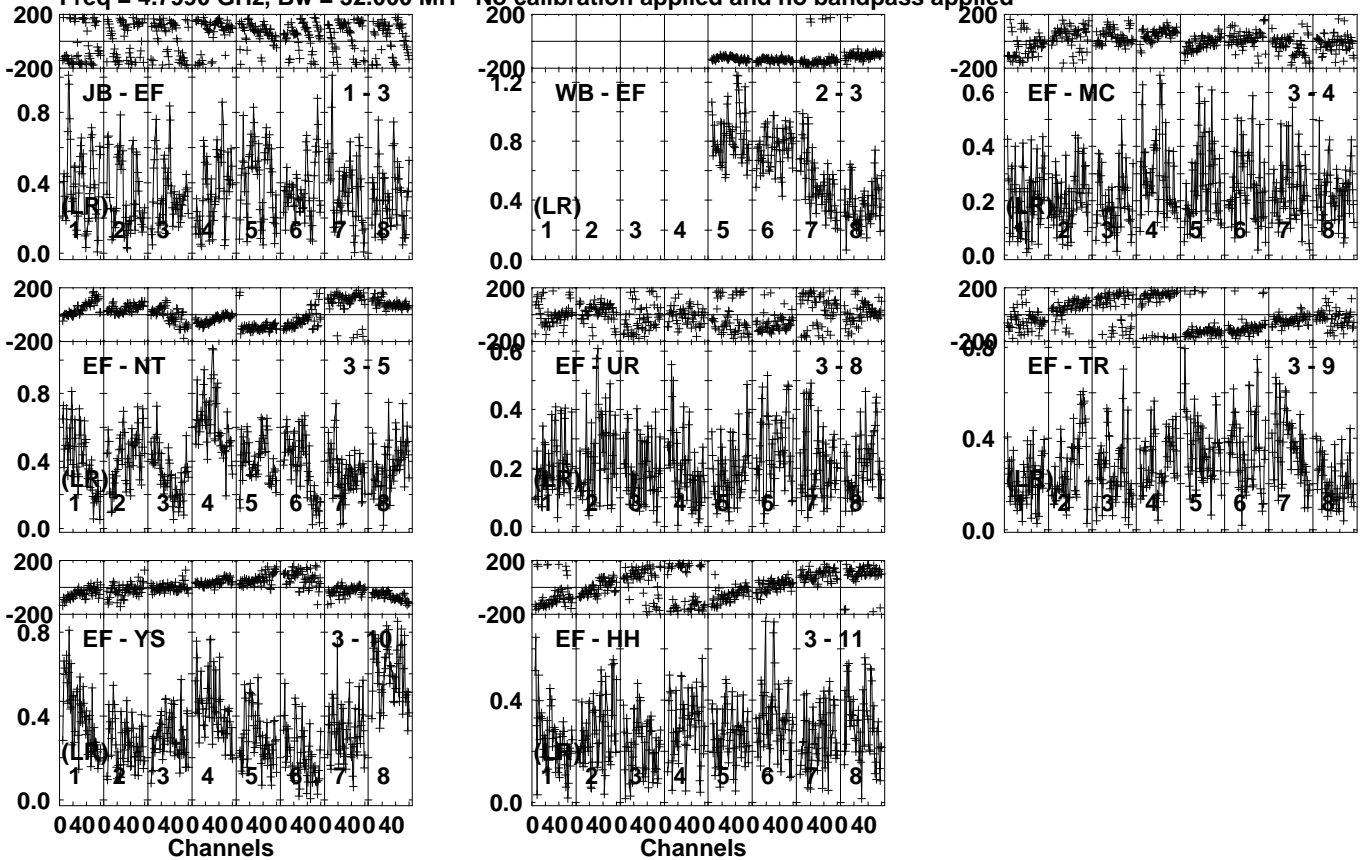 Freq = 4.7990 GHz, Bw = 32.000 MH No calibration applied and no bandpass applied
200
-200
JB - EF 1 - 3
0.8
0.4
0.0
(LR)
1 2 3 4 5 6 7 8
200
-200
WB - EF 2 - 3
1.2
0.8
0.4
0.0
(LR)
1 2 3 4 5 6 7 8
200
-200
EF - MC 3 - 4
0.6
0.4
0.2
0.0
(LR)
1 2 3 4 5 6 7 8
200
-200
EF - NT 3 - 5
0.8
0.4
0.0
(LR)
1 2 3 4 5 6 7 8
200
-200
EF - UR 3 - 8
0.6
0.4
0.2
0.0
(LR)
1 2 3 4 5 6 7 8
200
-200
EF - TR 3 - 9
0.8
0.4
0.0
(LR)
1 2 3 4 5 6 7 8
200
-200
EF - YS 3 - 10
0.8
0.4
0.0
(LR)
1 2 3 4 5 6 7 8
0 40 0 40 0 40 0 40 0 40 0 40 0 40 0 40
Channels
200
-200
EF - HH 3 - 11
0.4
0.0
(LR)
1 2 3 4 5 6 7 8
0 40 0 40 0 40 0 40 0 40 0 40 0 40 0 40
Channels